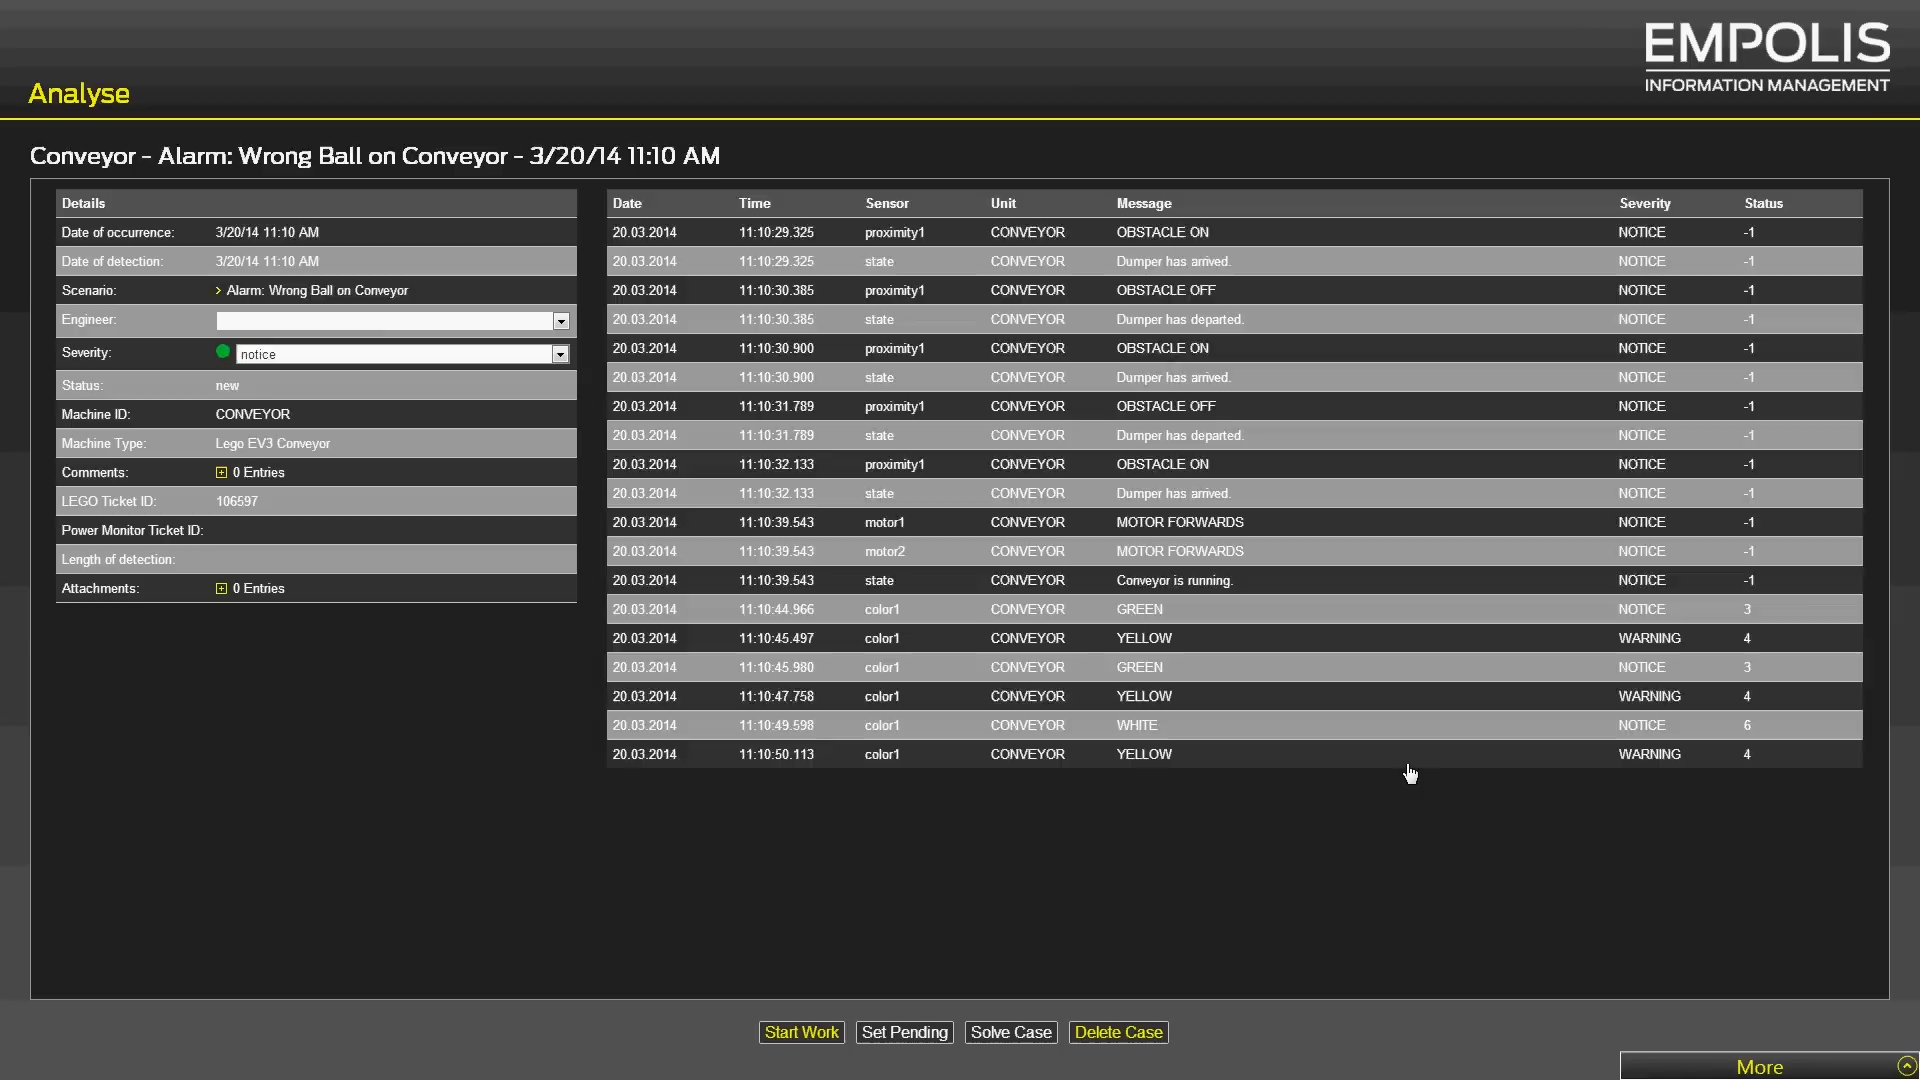 EMPOLIS
INFORMATION MANAGEMENT
Analyse
Conveyor - Alarm: Wrong Ball on Conveyor - 3/20/14 11:10 AM
Details
Date of occurrence: 3/20/14 11:10 AM
Date of detection: 3/20/14 11:10 AM
Scenario: > Alarm: Wrong Ball on Conveyor
Engineer:
Severity: notice
Status: new
Machine ID: CONVEYOR
Machine Type: Lego EV3 Conveyor
Comments: 0 Entries
LEGO Ticket ID: 106597
Power Monitor Ticket ID:
Length of detection:
Attachments: 0 Entries
Date Time Sensor Unit Message Severity Status
20.03.2014 11:10:29.325 proximity1 CONVEYOR OBSTACLE ON NOTICE -1
20.03.2014 11:10:29.325 state CONVEYOR Dumper has arrived. NOTICE -1
20.03.2014 11:10:30.385 proximity1 CONVEYOR OBSTACLE OFF NOTICE -1
20.03.2014 11:10:30.385 state CONVEYOR Dumper has departed. NOTICE -1
20.03.2014 11:10:30.900 proximity1 CONVEYOR OBSTACLE ON NOTICE -1
20.03.2014 11:10:30.900 state CONVEYOR Dumper has arrived. NOTICE -1
20.03.2014 11:10:31.789 proximity1 CONVEYOR OBSTACLE OFF NOTICE -1
20.03.2014 11:10:31.789 state CONVEYOR Dumper has departed. NOTICE -1
20.03.2014 11:10:32.133 proximity1 CONVEYOR OBSTACLE ON NOTICE -1
20.03.2014 11:10:32.133 state CONVEYOR Dumper has arrived. NOTICE -1
20.03.2014 11:10:39.543 motor1 CONVEYOR MOTOR FORWARDS NOTICE -1
20.03.2014 11:10:39.543 motor2 CONVEYOR MOTOR FORWARDS NOTICE -1
20.03.2014 11:10:39.543 state CONVEYOR Conveyor is running. NOTICE -1
20.03.2014 11:10:44.966 color1 CONVEYOR GREEN NOTICE 3
20.03.2014 11:10:45.497 color1 CONVEYOR YELLOW WARNING 4
20.03.2014 11:10:45.980 color1 CONVEYOR GREEN NOTICE 3
20.03.2014 11:10:47.758 color1 CONVEYOR YELLOW WARNING 4
20.03.2014 11:10:49.598 color1 CONVEYOR WHITE NOTICE 6
20.03.2014 11:10:50.113 color1 CONVEYOR YELLOW WARNING 4
Start Work Set Pending Solve Case Delete Case
More